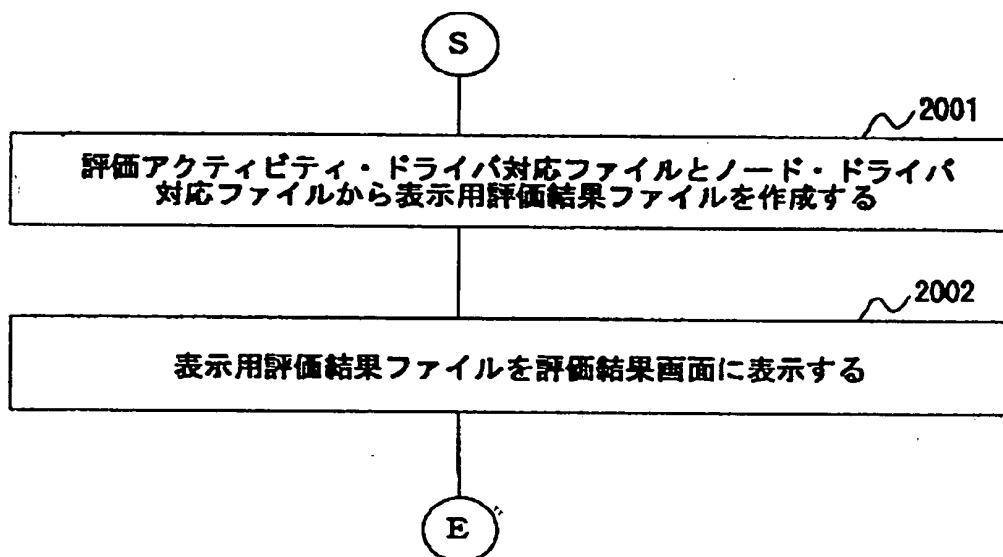 S
2001
評価アクティビティ・ドライバ対応ファイルとノード・ドライバ
対応ファイルから表示用評価結果ファイルを作成する
2002
表示用評価結果ファイルを評価結果画面に表示する
E